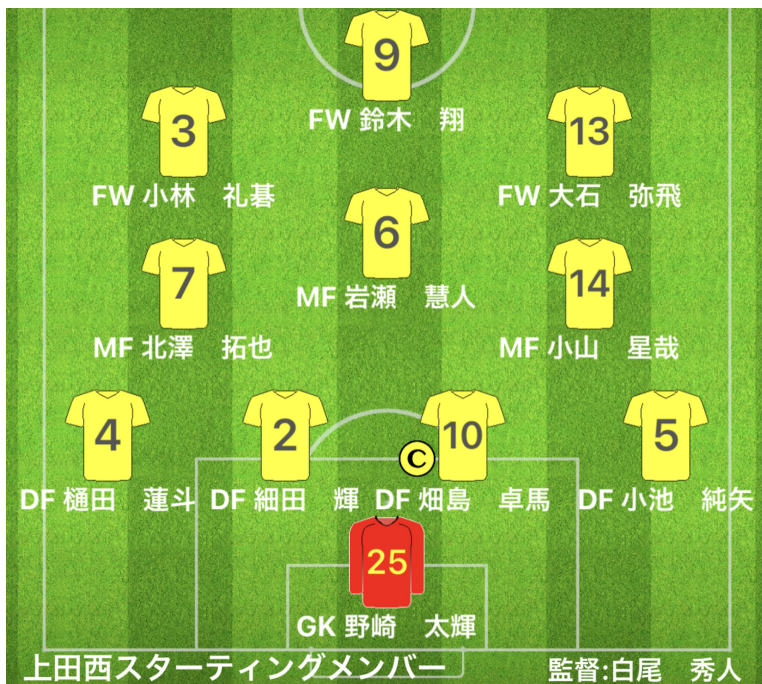 9
FW 鈴木　翔
3
13
FW 小林　礼碁
FW 大石　弥飛
6
MF 岩瀬　慧人
7
14
MF 北澤　拓也
MF 小山　星哉
4
2
10
5
C
DF 樋田　蓮斗
DF 細田　輝
DF 畑島　卓馬
DF 小池　純矢
25
GK 野崎　太輝
上田西スターティングメンバー
監督:白尾　秀人